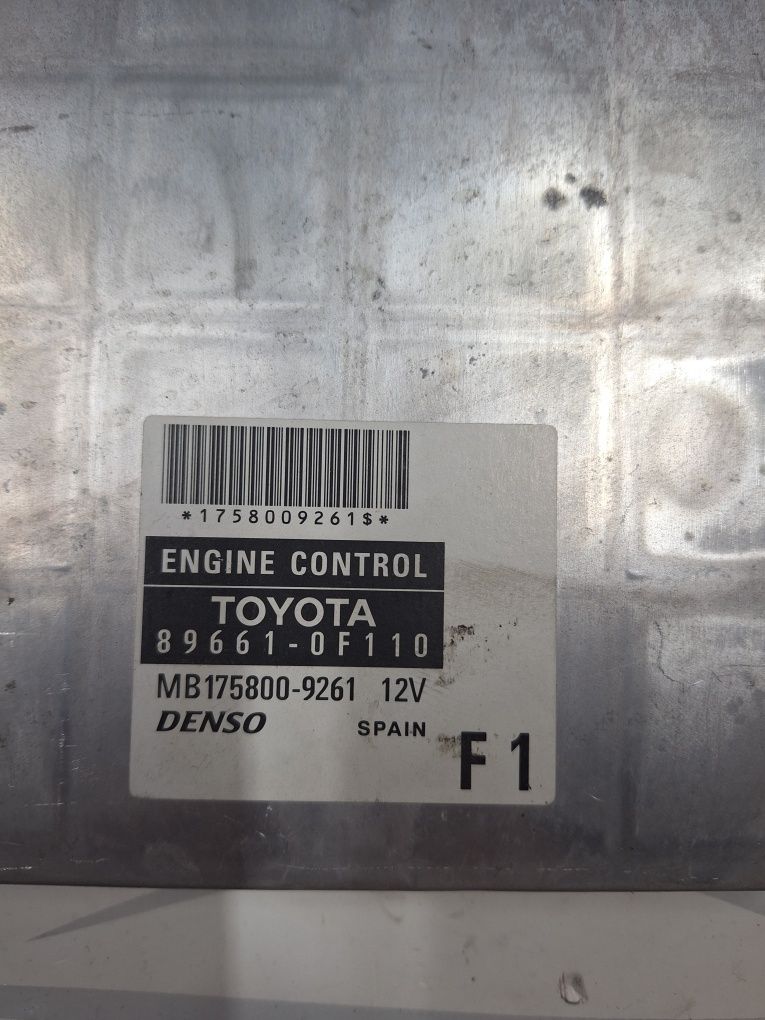 *1758009261$*
ENGINE CONTROL
TOYOTA
89661-0F110
MB175800-9261 12V
DENSO SPAIN
F1